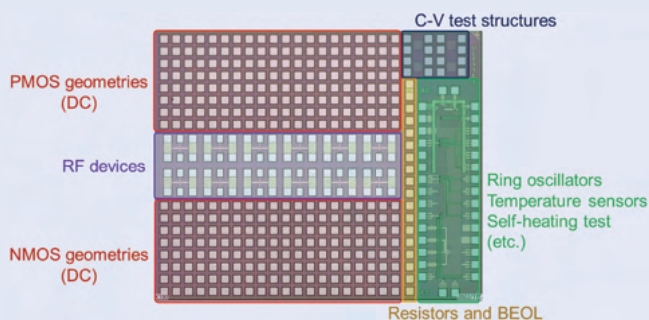 C-V test structures
PMOS geometries
(DC)
RF devices
Ring oscillators
Temperature sensors
Self-heating test
(etc.)
NMOS geometries
(DC)
Resistors and BEOL